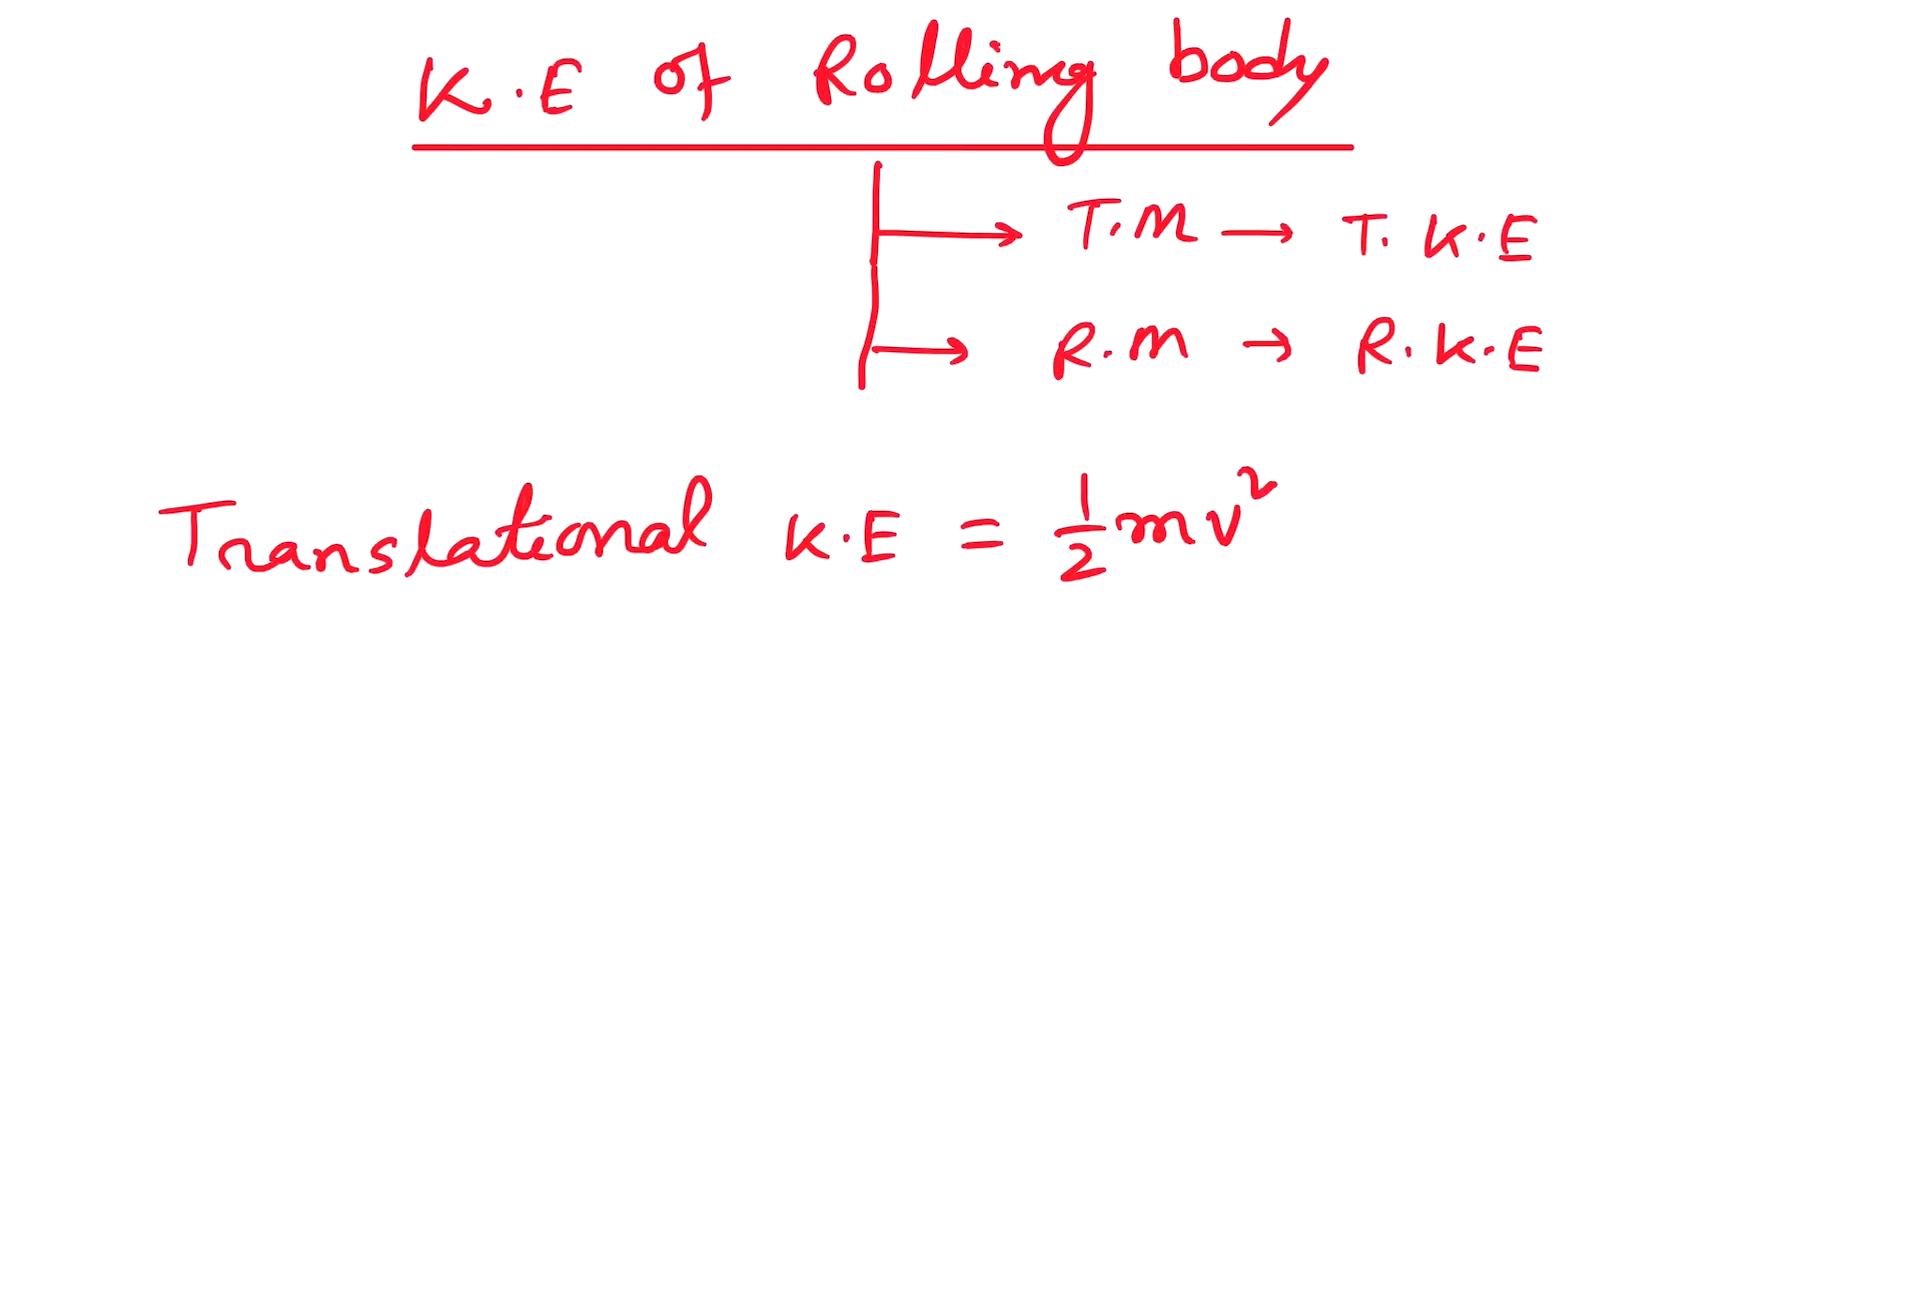 K.E of Rolling body
T.M → T.K.E
R.M → R.K.E
Translational K.E = 1/2 mv²